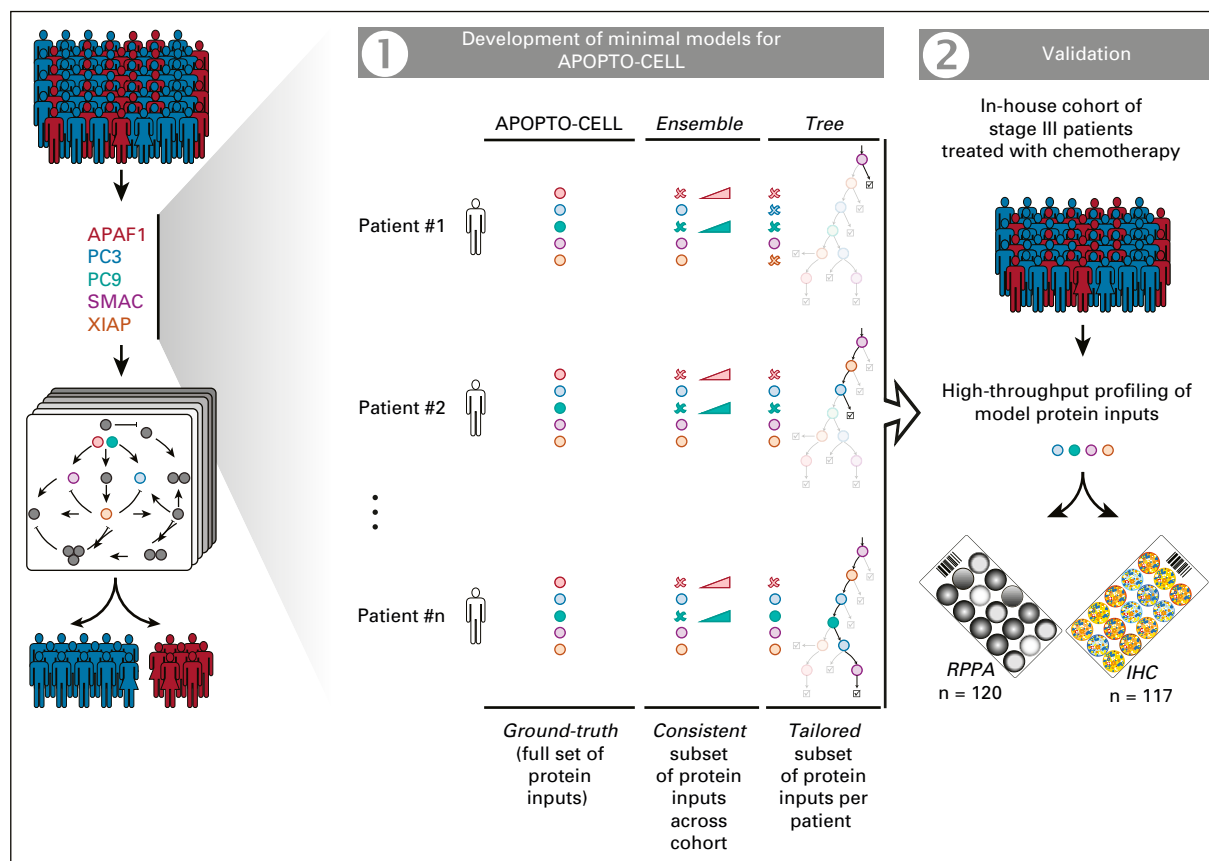 1
Development of minimal models for
APOPTO-CELL
2
Validation
APAF1
PC3
PC9
SMAC
XIAP
APOPTO-CELL
Ensemble
Tree
Patient #1
Patient #2
Patient #n
Ground-truth
(full set of
protein
inputs)
Consistent
subset
of protein
inputs
across
cohort
Tailored
subset
of protein
inputs per
patient
In-house cohort of
stage III patients
treated with chemotherapy
High-throughput profiling of
model protein inputs
RPPA
n = 120
IHC
n = 117